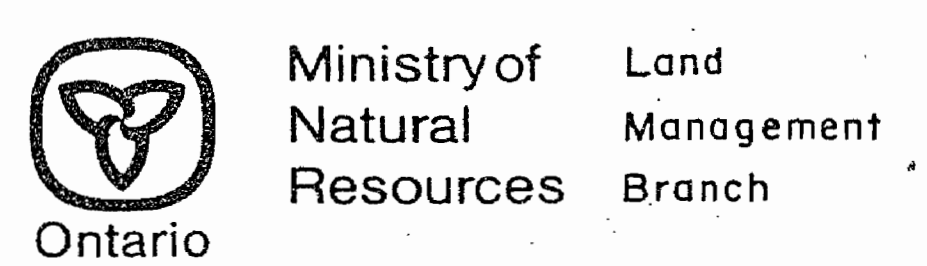 Ministry of
Natural
Resources
Land
Management
Branch
Ontario